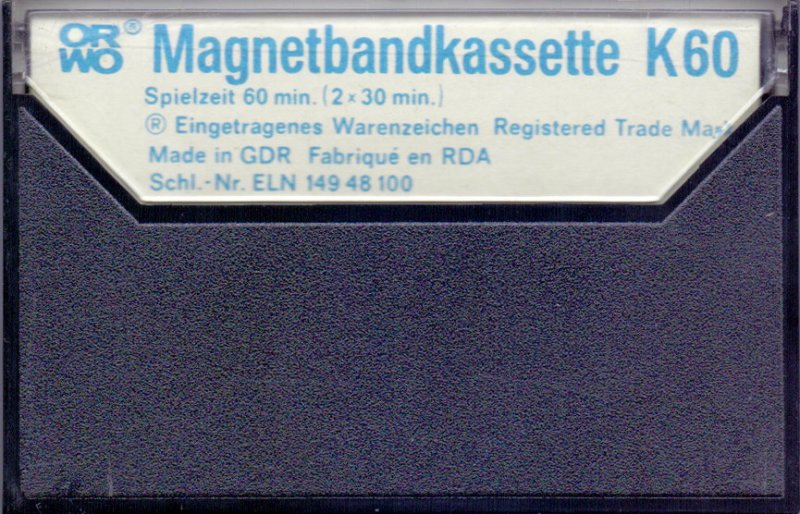 ORWO® Magnetbandkassette K60
Spielzeit 60 min. (2×30 min.)
® Eingetragenes Warenzeichen Registered Trade Mark
Made in GDR Fabriqué en RDA
Schl.-Nr. ELN 149 48 100